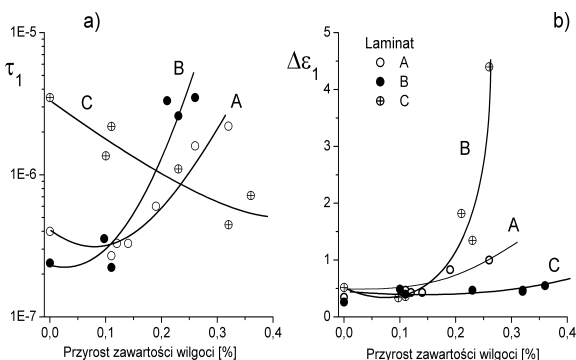 a)
b)
1E-5
1E-6
1E-7
τ1
A
B
C
0,0 0,1 0,2 0,3 0,4
Przyrost zawartości wilgoci [%]
Δε1
5
4
3
2
1
0
Laminat
A
B
C
B
A
C
0,0 0,1 0,2 0,3 0,4
Przyrost zawartości wilgoci [%]